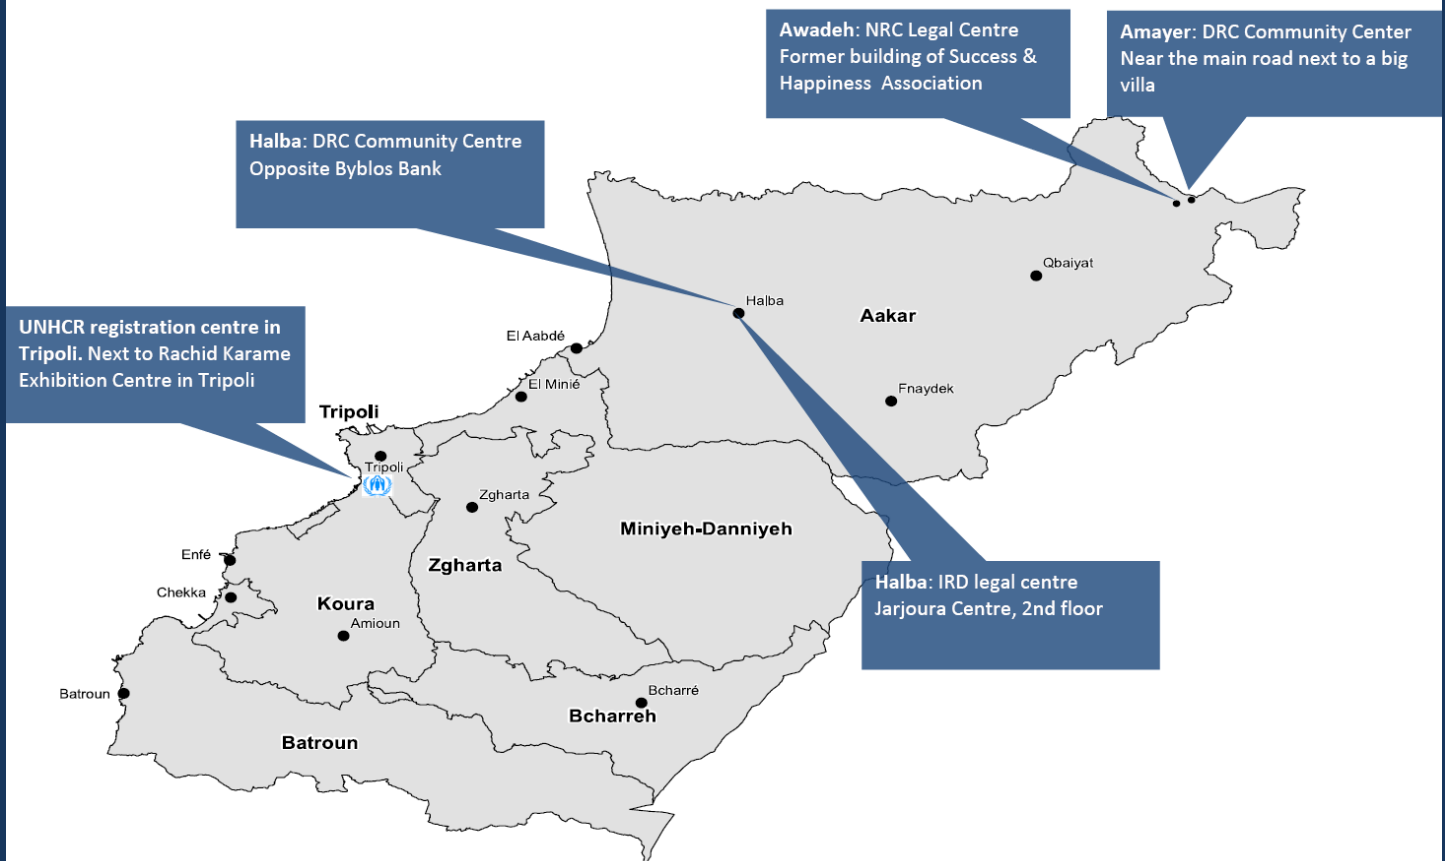 Awadeh: NRC Legal Centre
Former building of Success &
Happiness Association
Amayer: DRC Community Center
Near the main road next to a big
villa
Halba: DRC Community Centre
Opposite Byblos Bank
Qbaiyat
Halba
Aakar
UNHCR registration centre in
Tripoli. Next to Rachid Karame
Exhibition Centre in Tripoli
El Aabdé
El Minié
Fnaydek
Tripoli
Tripoli
Zgharta
Miniyeh-Danniyeh
Enfé
Zgharta
Chekka
Koura
Amioun
Halba: IRD legal centre
Jarjoura Centre, 2nd floor
Batroun
Bcharré
Bcharreh
Batroun